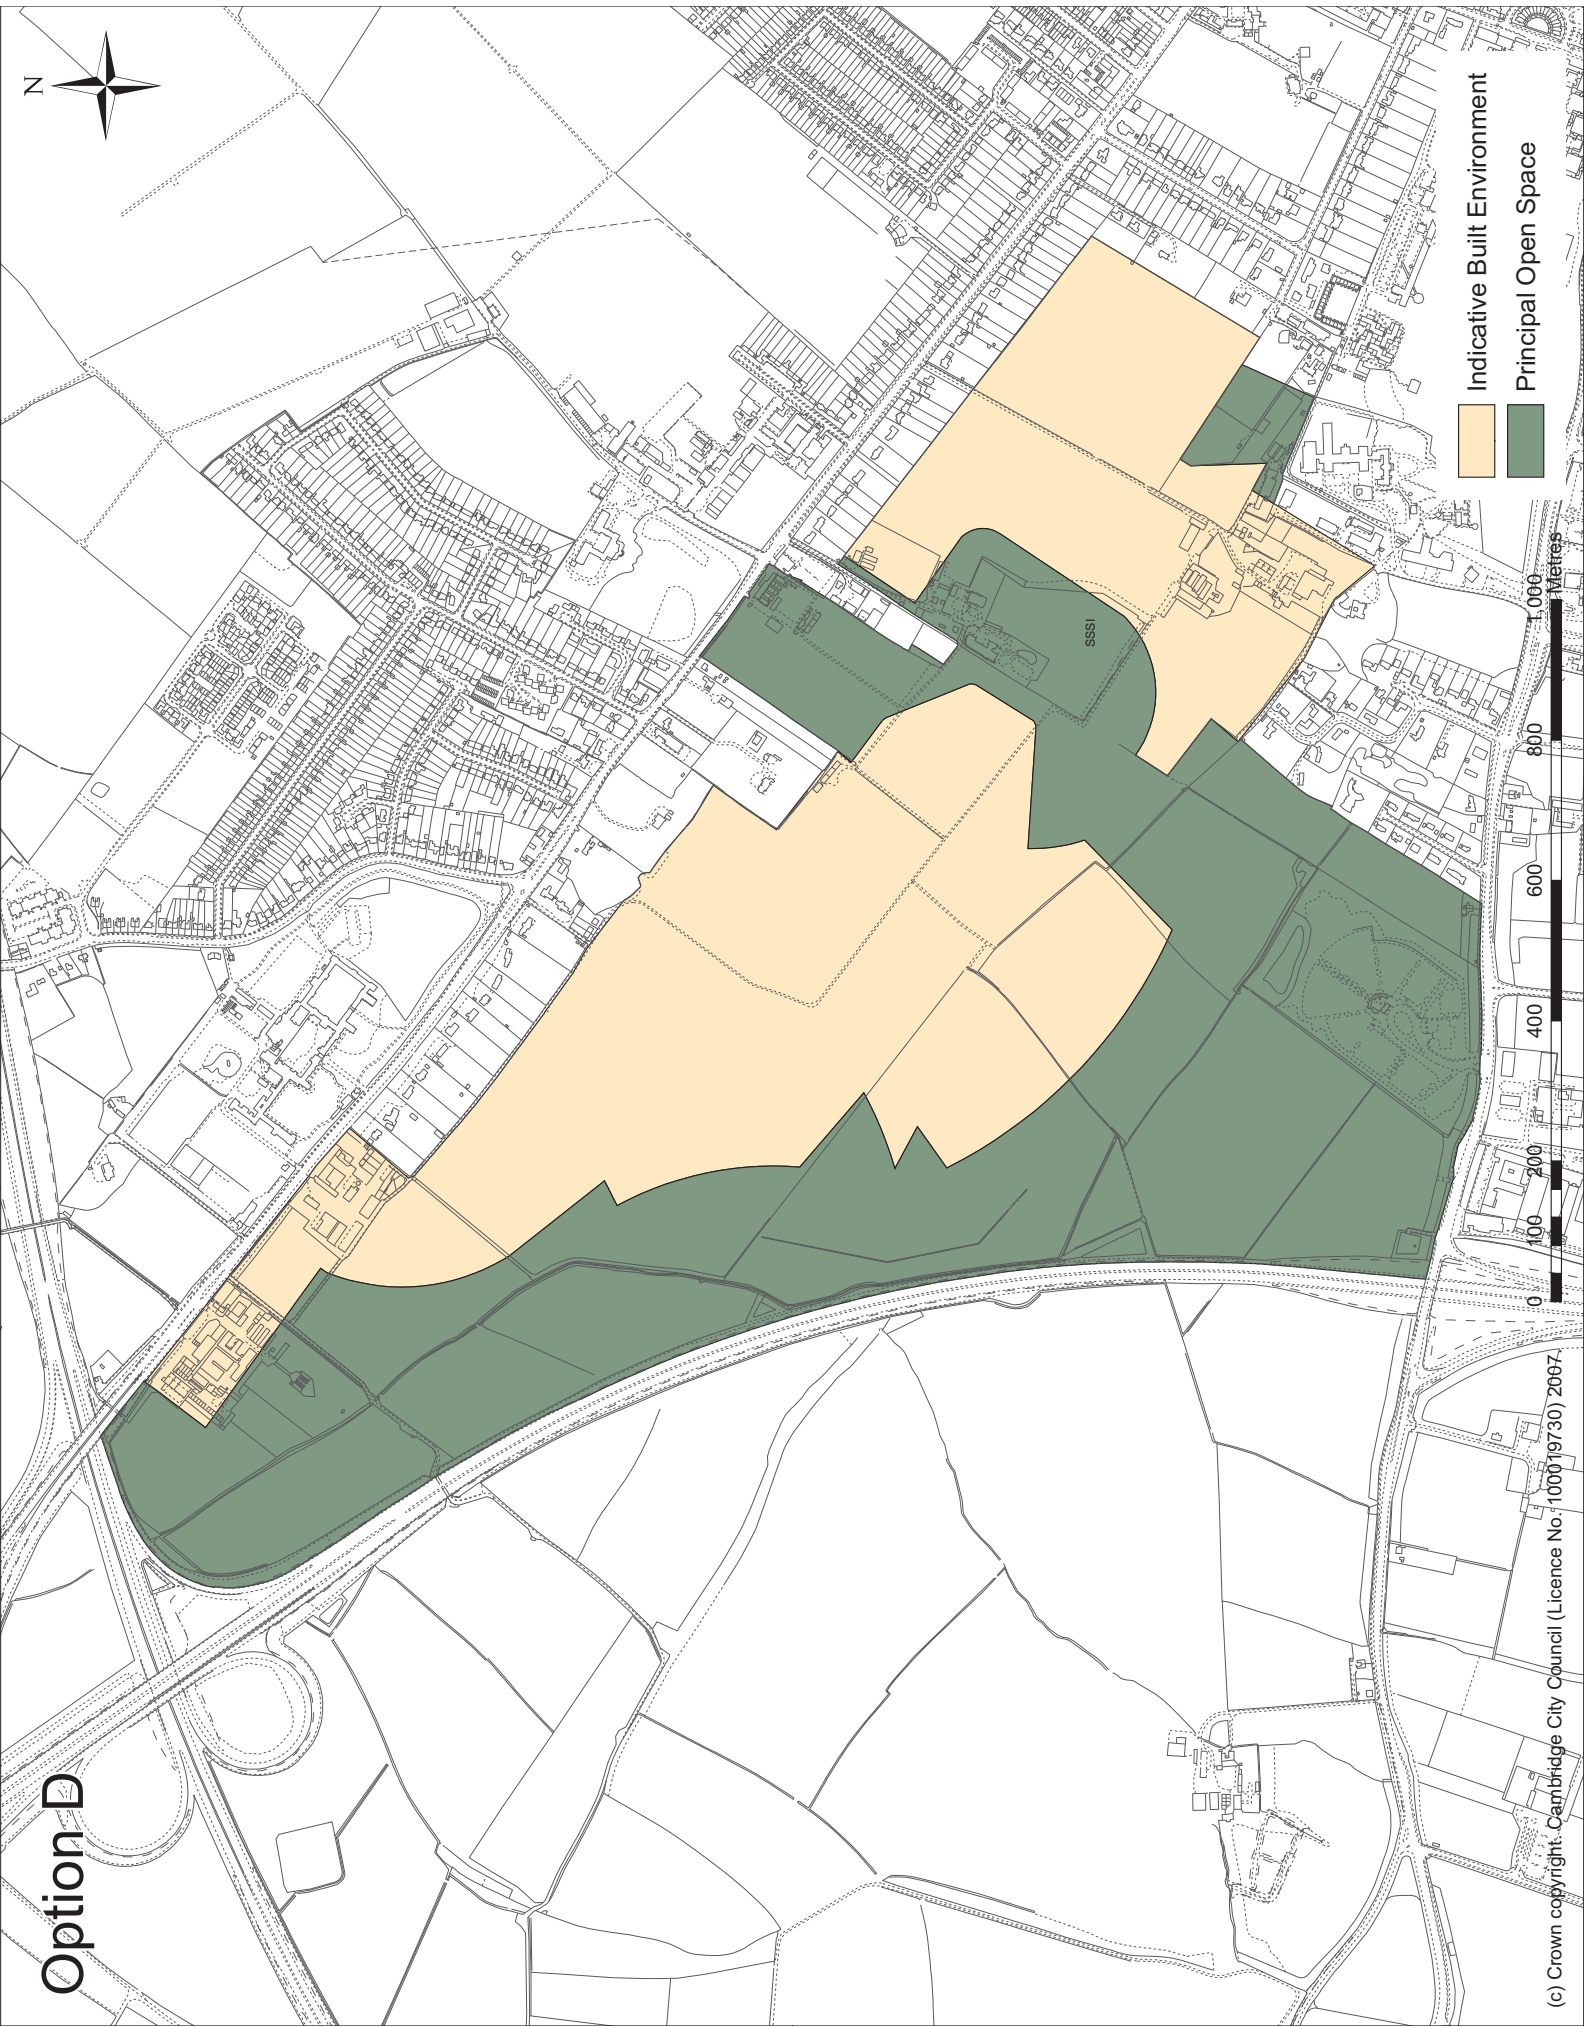 Option D
N
SSSI
Indicative Built Environment
Principal Open Space
0 100 200 400 600 800 1,000
Metres
(c) Crown copyright. Cambridge City Council (Licence No. 100019730) 2007.